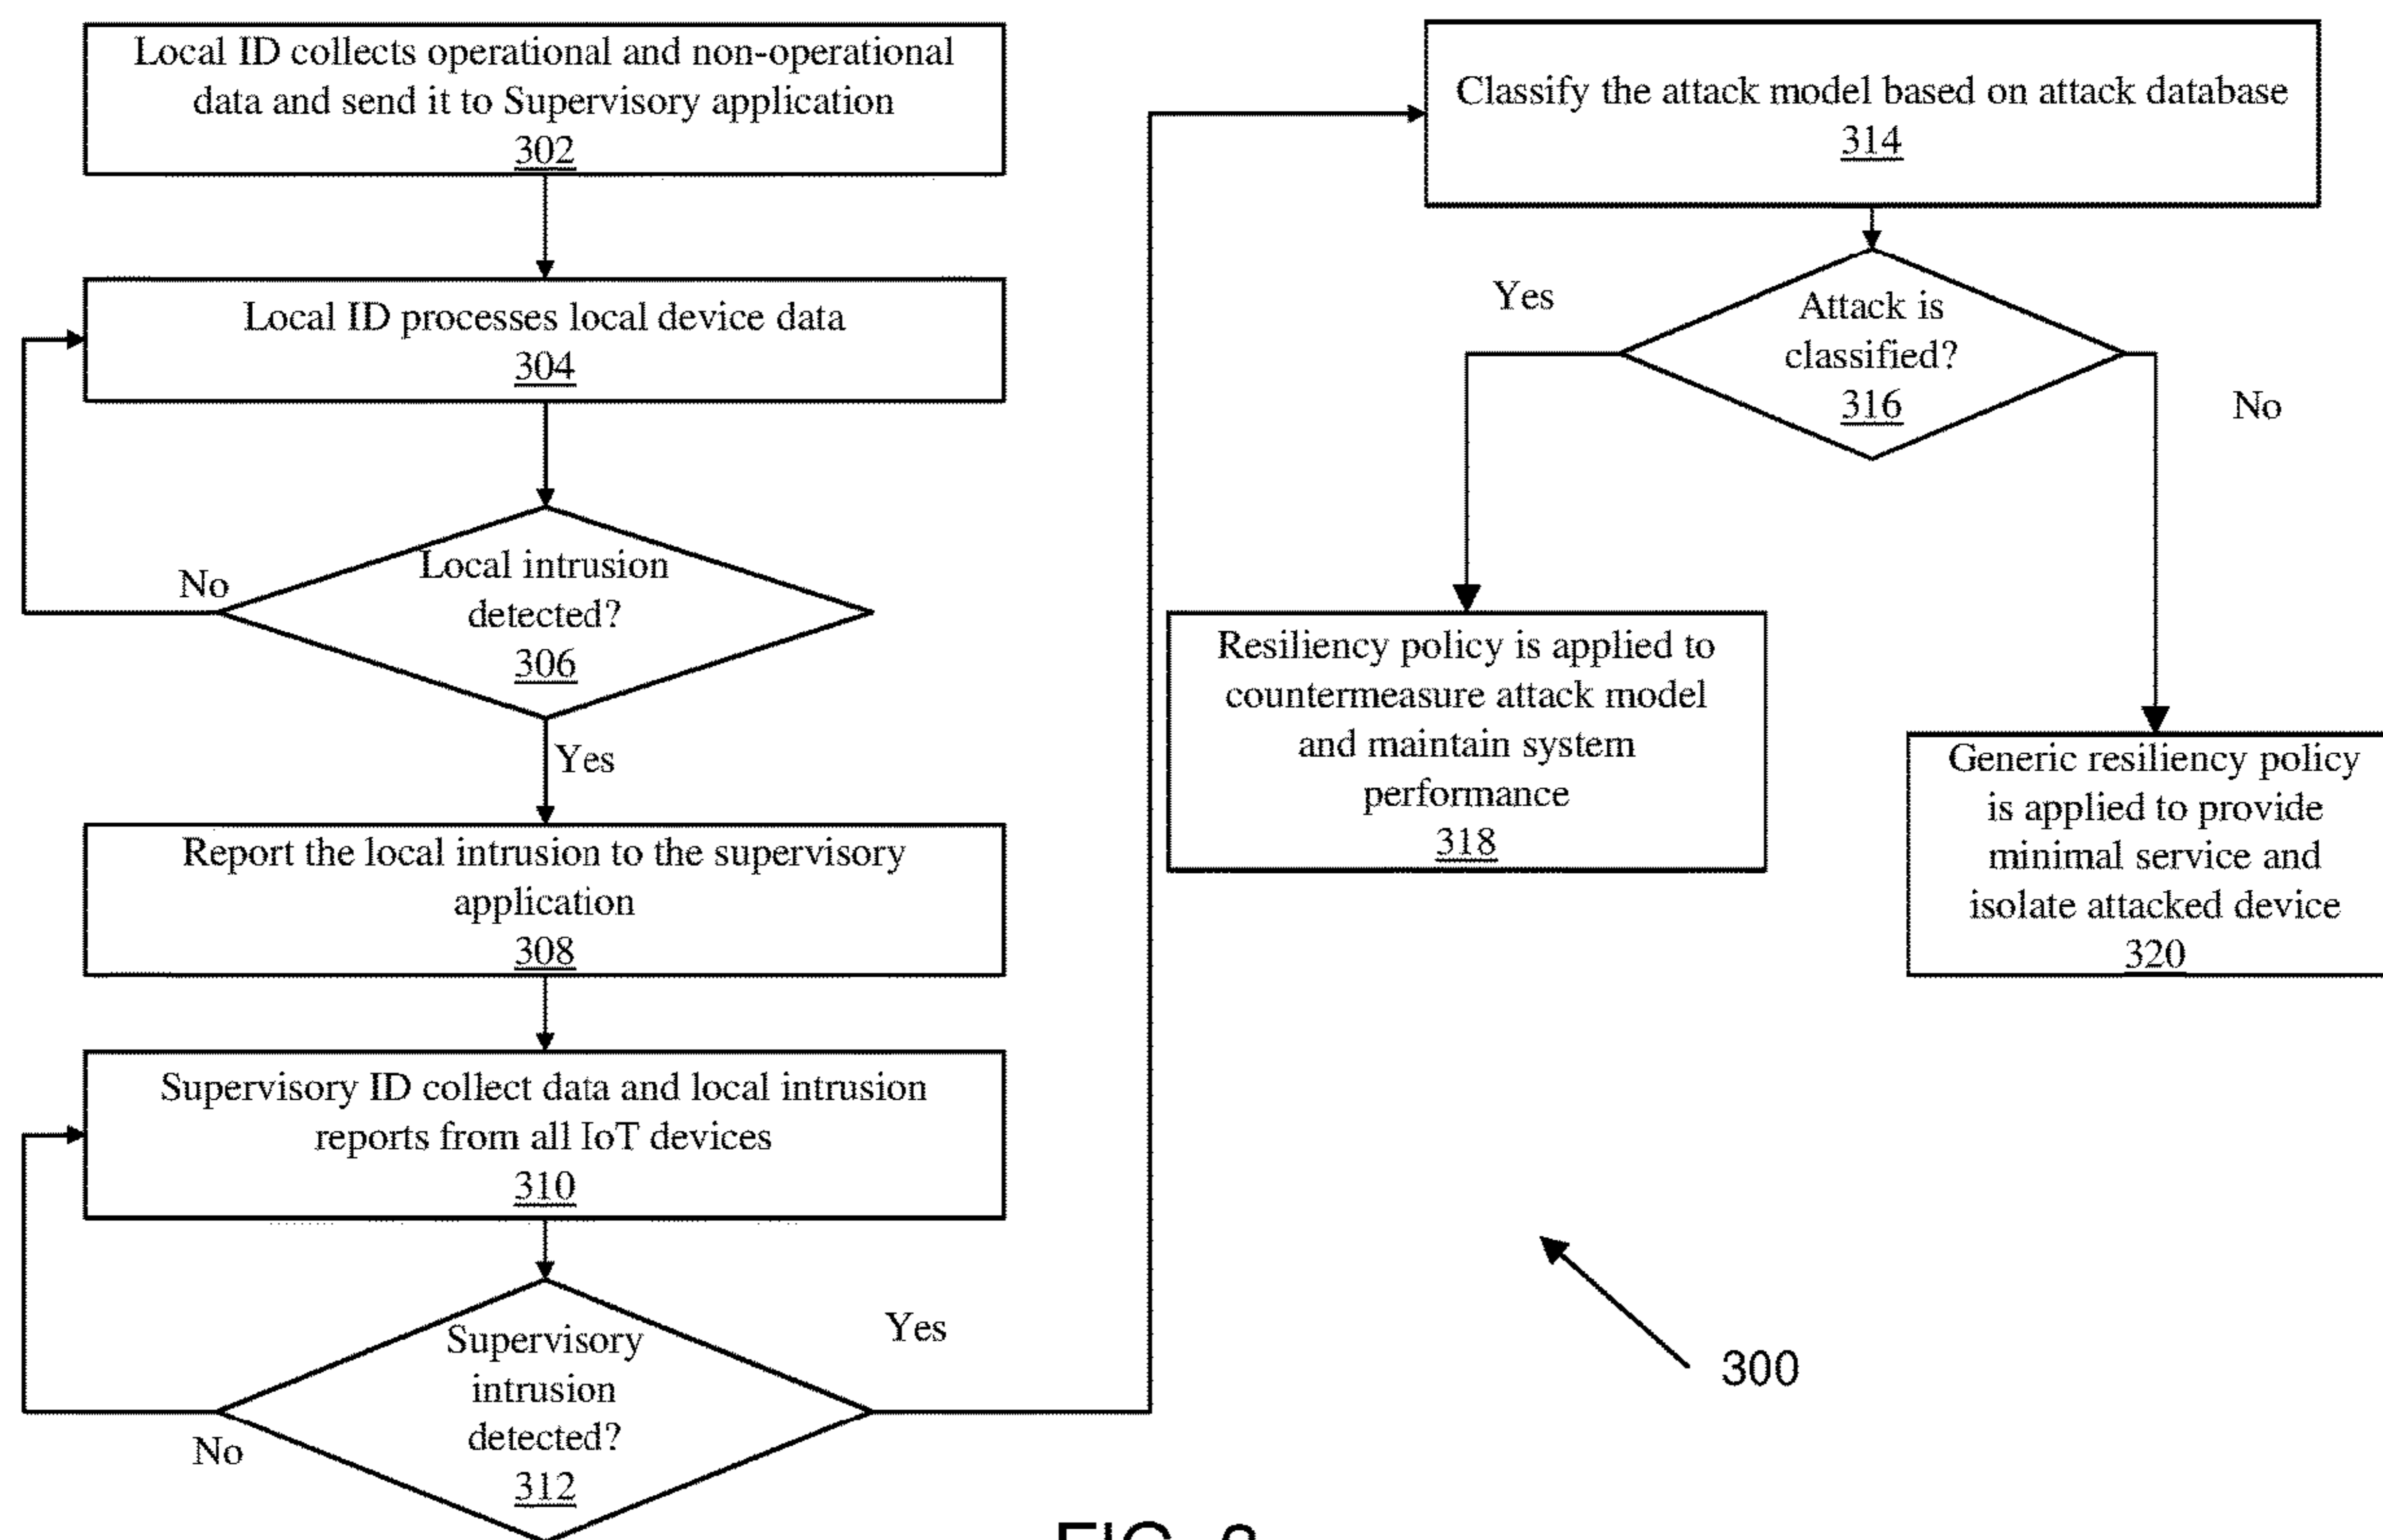 Local ID collects operational and non-operational
data and send it to Supervisory application
302
Local ID processes local device data
304
Local intrusion
detected?
306
No
Yes
Report the local intrusion to the supervisory
application
308
Supervisory ID collect data and local intrusion
reports from all IoT devices
310
Supervisory
intrusion
detected?
312
No
Yes
Classify the attack model based on attack database
314
Attack is
classified?
316
Yes
No
Resiliency policy is applied to
countermeasure attack model
and maintain system
performance
318
Generic resiliency policy
is applied to provide
minimal service and
isolate attacked device
320
300
FIG.